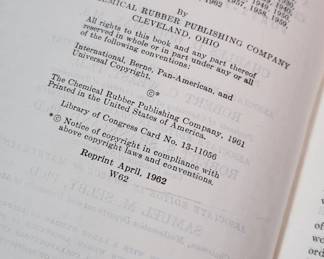 By
CHEMICAL RUBBER PUBLISHING COMPANY
CLEVELAND, OHIO
All rights to this book and any part thereof
reserved in whole or in part under any or all
of the following conventions:
International, Berne, Pan-American, and
Universal Copyright.
©*
The Chemical Rubber Publishing Company, 1961
Printed in the United States of America.
Library of Congress Card No. 13-11056
*© Notice of copyright in compliance with
above copyright laws and conventions.
Reprint April, 1962
W62